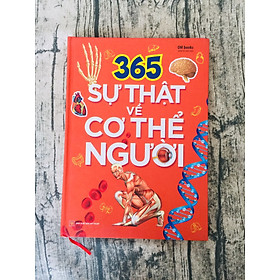 365
SỰ THẬT
VỀ
CƠ THỂ
NGƯỜI